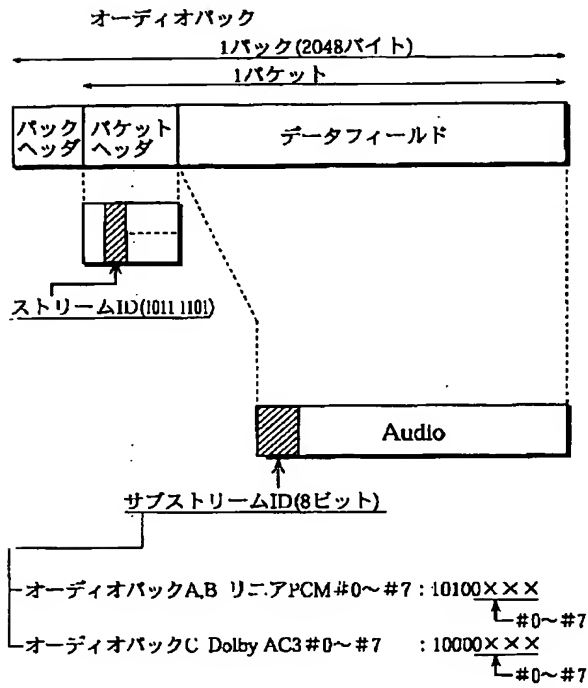 オーディオパック
1パック(2048バイト)
1パケット
パック
ヘッダ
パケット
ヘッダ
データフィールド
ストリームID(1011 1101)
Audio
サブストリームID(8ビット)
オーディオパックA,B リニアPCM #0~#7 : 10100×××
#0~#7
オーディオパックC Dolby AC3 #0~#7 : 10000×××
#0~#7